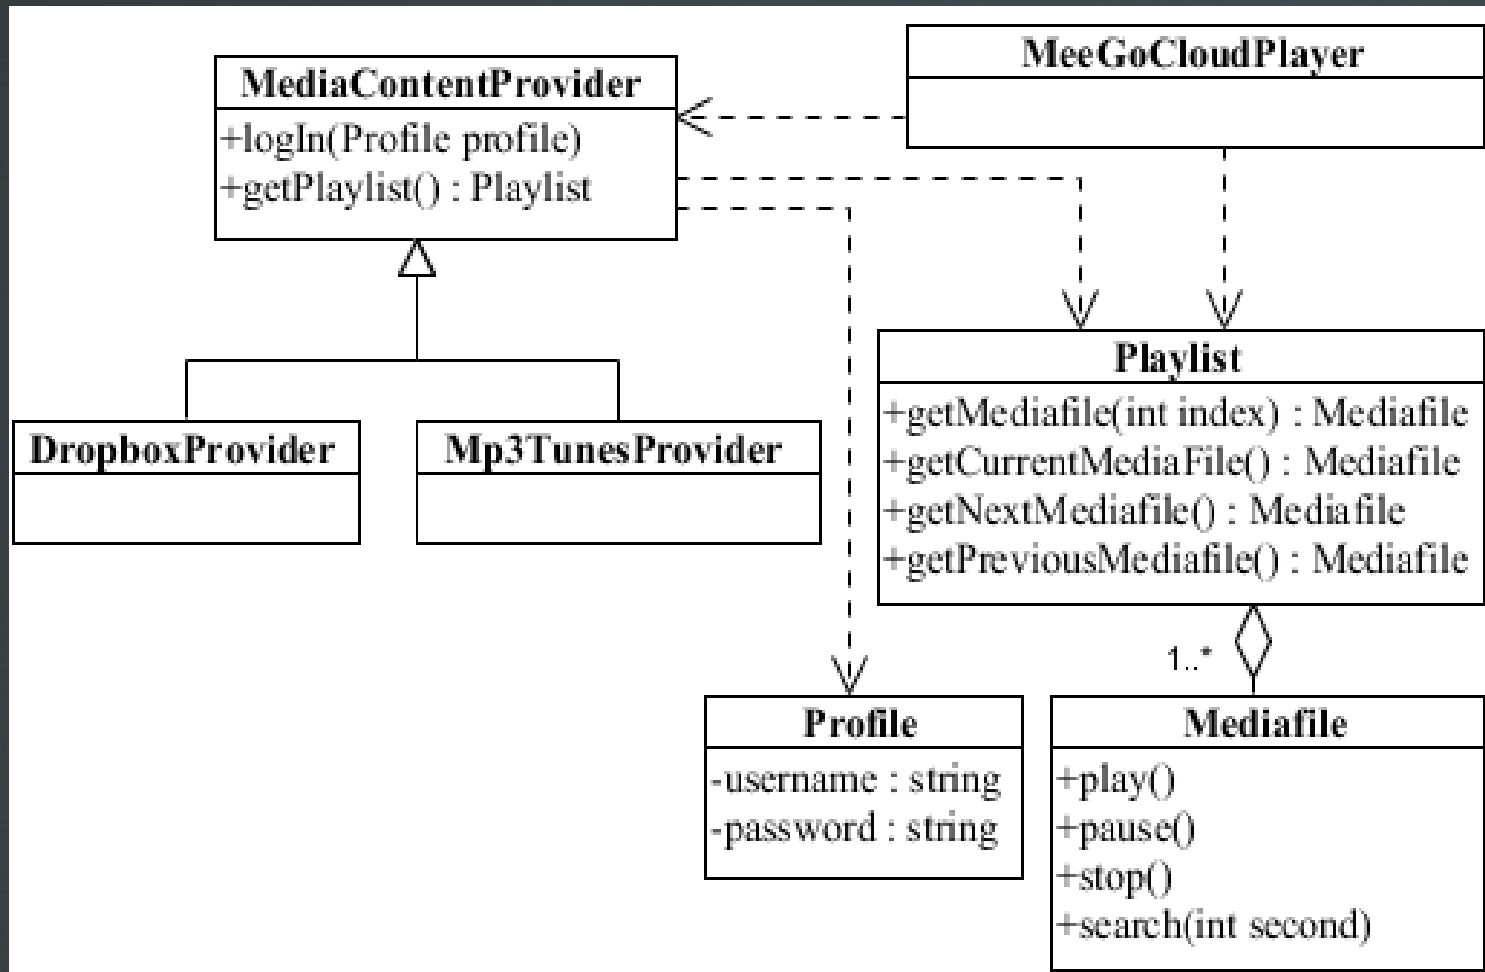 MeeGoCloudPlayer
MediaContentProvider
+logIn(Profile profile)
+getPlaylist() : Playlist
Playlist
+getMediafile(int index) : Mediafile
+getCurrentMediaFile() : Mediafile
+getNextMediafile() : Mediafile
+getPreviousMediafile() : Mediafile
DropboxProvider
Mp3TunesProvider
1..*
Profile
-username : string
-password : string
Mediafile
+play()
+pause()
+stop()
+search(int second)